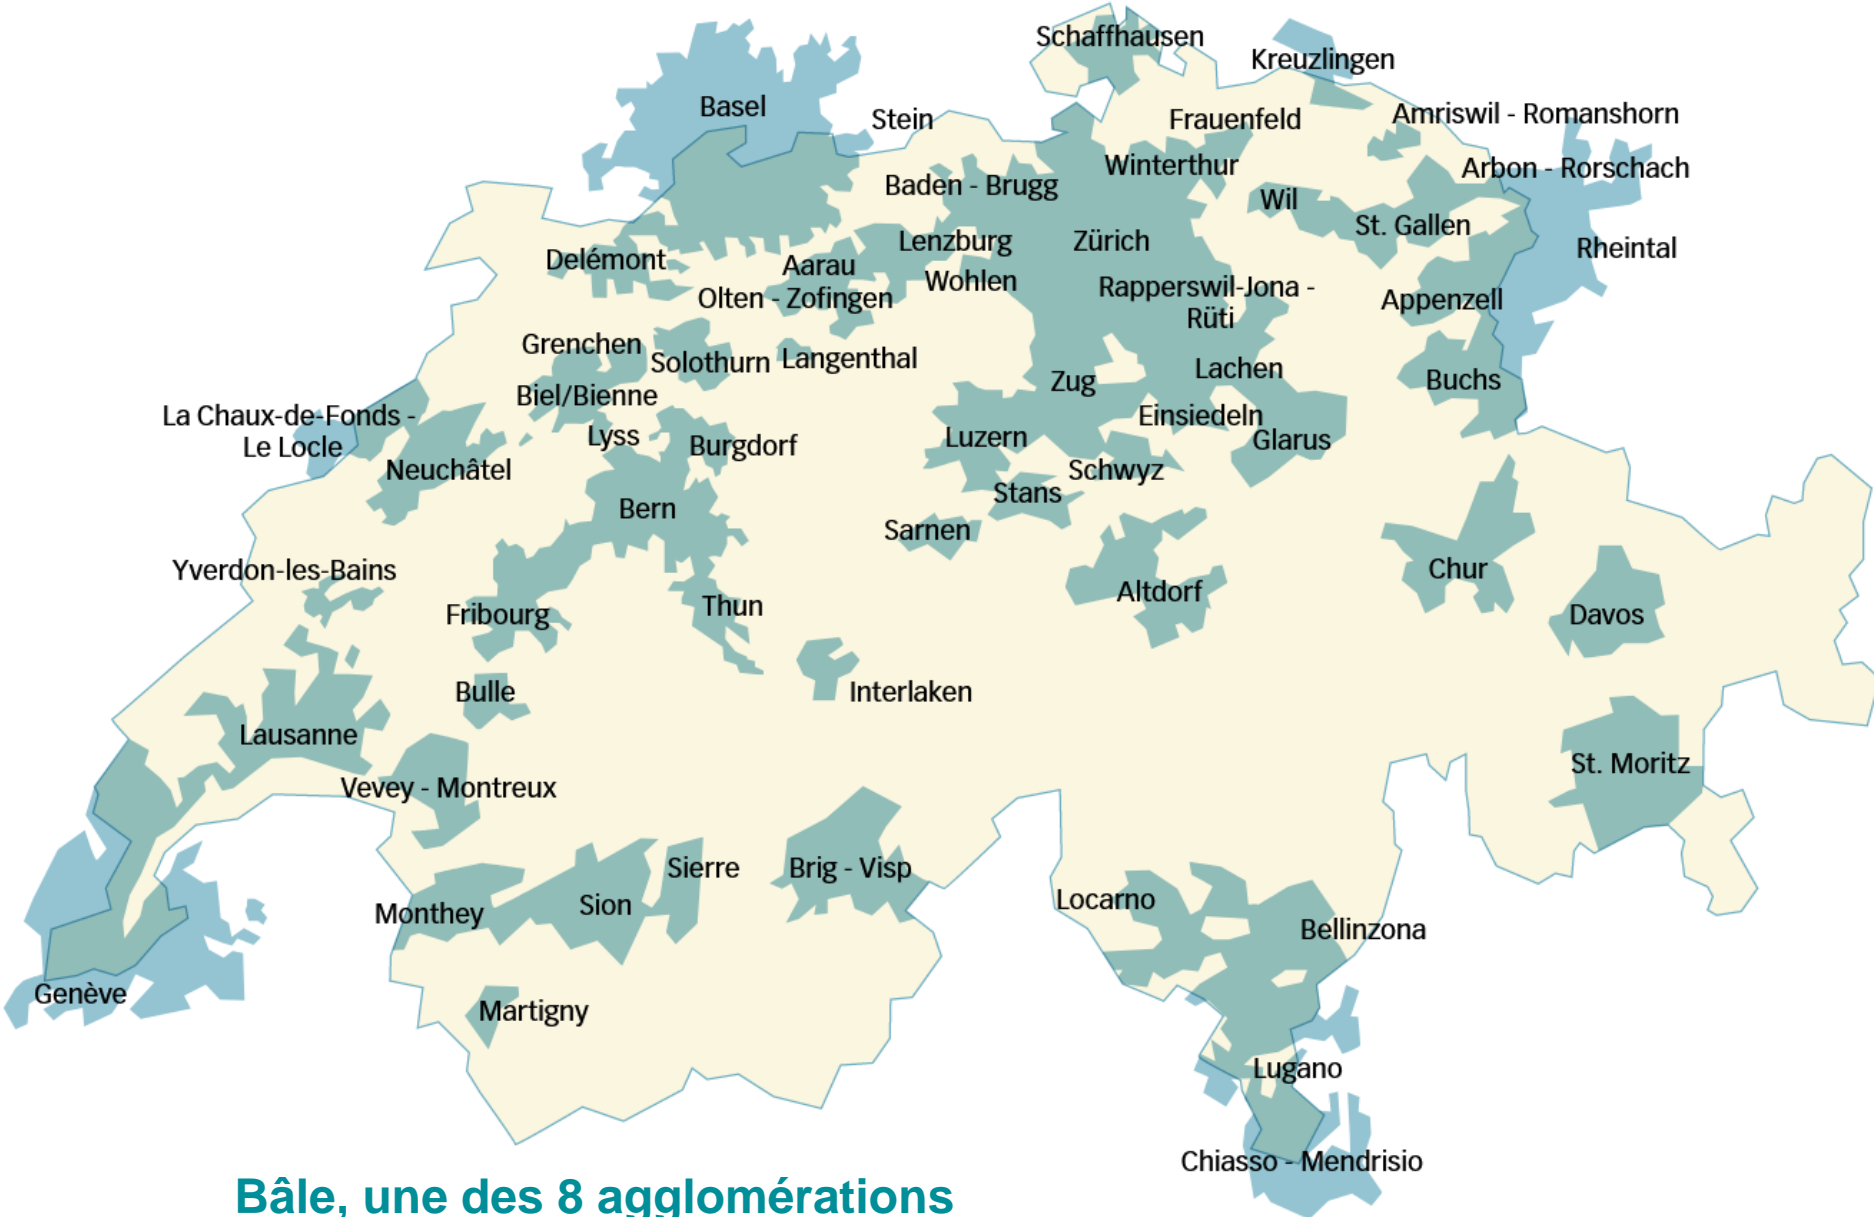 Schaffhausen
Kreuzlingen
Basel
Stein
Frauenfeld
Amriswil - Romanshorn
Winterthur
Arbon - Rorschach
Baden - Brugg
Wil
St. Gallen
Lenzburg
Zürich
Rheintal
Delémont
Aarau
Wohlen
Rapperswil-Jona -
Rüti
Olten - Zofingen
Appenzell
Grenchen
Solothurn
Langenthal
Lachen
Buchs
Zug
Biel/Bienne
La Chaux-de-Fonds -
Le Locle
Einsiedeln
Lyss
Burgdorf
Luzern
Glarus
Neuchâtel
Schwyz
Stans
Bern
Sarnen
Yverdon-les-Bains
Chur
Altdorf
Thun
Fribourg
Davos
Bulle
Interlaken
Lausanne
St. Moritz
Vevey - Montreux
Sierre
Brig - Visp
Sion
Locarno
Monthey
Bellinzona
Genève
Martigny
Lugano
Chiasso - Mendrisio
Bâle, une des 8 agglomérations